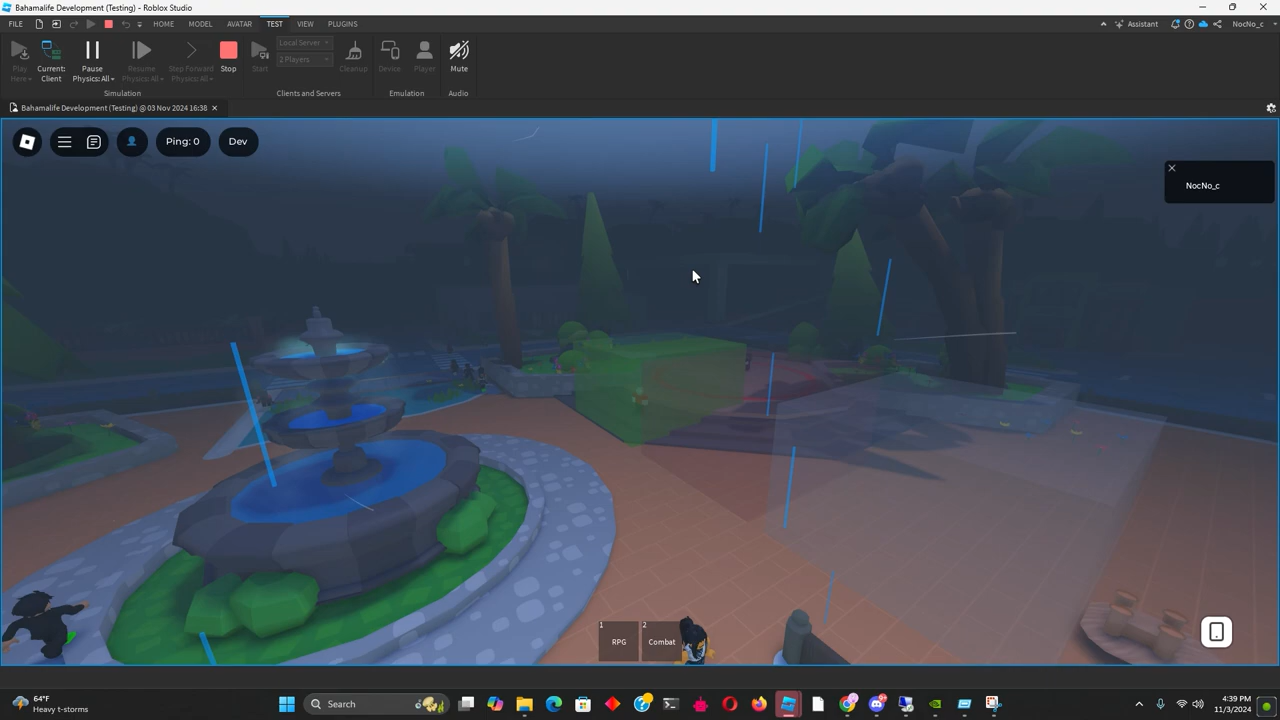 Bahamalife Development (Testing) - Roblox Studio
FILE HOME MODEL AVATAR TEST VIEW PLUGINS Assistant NocNo_c
Play Here
Current: Client
Pause Physics: All
Resume Physics: All
Step Forward Physics: All
Stop
Simulation
Start
Local Server
2 Players
Cleanup
Clients and Servers
Device
Player
Emulation
Mute
Audio
Bahamalife Development (Testing) @ 03 Nov 2024 16:38
Ping: 0
Dev
NocNo_c
1
RPG
2
Combat
64°F
Heavy t-storms
Search
4:39 PM
11/3/2024